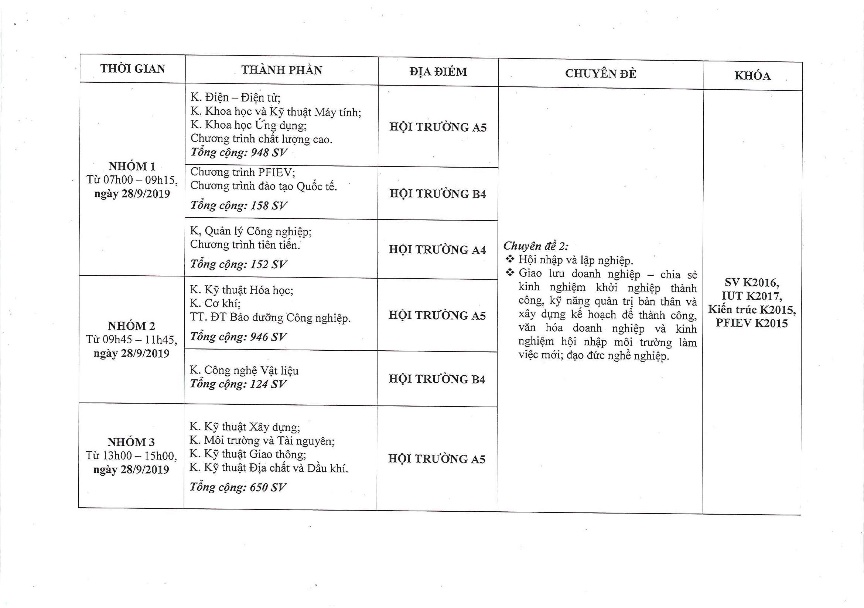 THỜI GIAN
THÀNH PHẦN
ĐỊA ĐIỂM
CHUYÊN ĐỀ
KHÓA
NHÓM 1
Từ 07h00 – 09h15,
ngày 28/9/2019
K. Điện – Điện tử;
K. Khoa học và Kỹ thuật Máy tính;
K. Khoa học Ứng dụng;
Chương trình chất lượng cao.
Tổng cộng: 948 SV
HỘI TRƯỜNG A5
Chương trình PFIEV;
Chương trình đào tạo Quốc tế.
Tổng cộng: 158 SV
HỘI TRƯỜNG B4
K, Quản lý Công nghiệp;
Chương trình tiên tiến.
Tổng cộng: 152 SV
HỘI TRƯỜNG A4
NHÓM 2
Từ 09h45 – 11h45,
ngày 28/9/2019
K. Kỹ thuật Hóa học;
K. Cơ khí;
TT. ĐT Bảo dưỡng Công nghiệp.
Tổng cộng: 946 SV
HỘI TRƯỜNG A5
K. Công nghệ Vật liệu
Tổng cộng: 124 SV
HỘI TRƯỜNG B4
NHÓM 3
Từ 13h00 – 15h00,
ngày 28/9/2019
K. Kỹ thuật Xây dựng;
K. Môi trường và Tài nguyên;
K. Kỹ thuật Giao thông;
K. Kỹ thuật Địa chất và Dầu khí.
Tổng cộng: 650 SV
HỘI TRƯỜNG A5
Chuyên đề 2:
❖ Hội nhập và lập nghiệp.
❖ Giao lưu doanh nghiệp – chia sẻ
kinh nghiệm khởi nghiệp thành
công, kỹ năng quản trị bản thân và
xây dựng kế hoạch để thành công,
văn hóa doanh nghiệp và kinh
nghiệm hội nhập môi trường làm
việc mới; đạo đức nghề nghiệp.
SV K2016,
IUT K2017,
Kiến trúc K2015,
PFIEV K2015